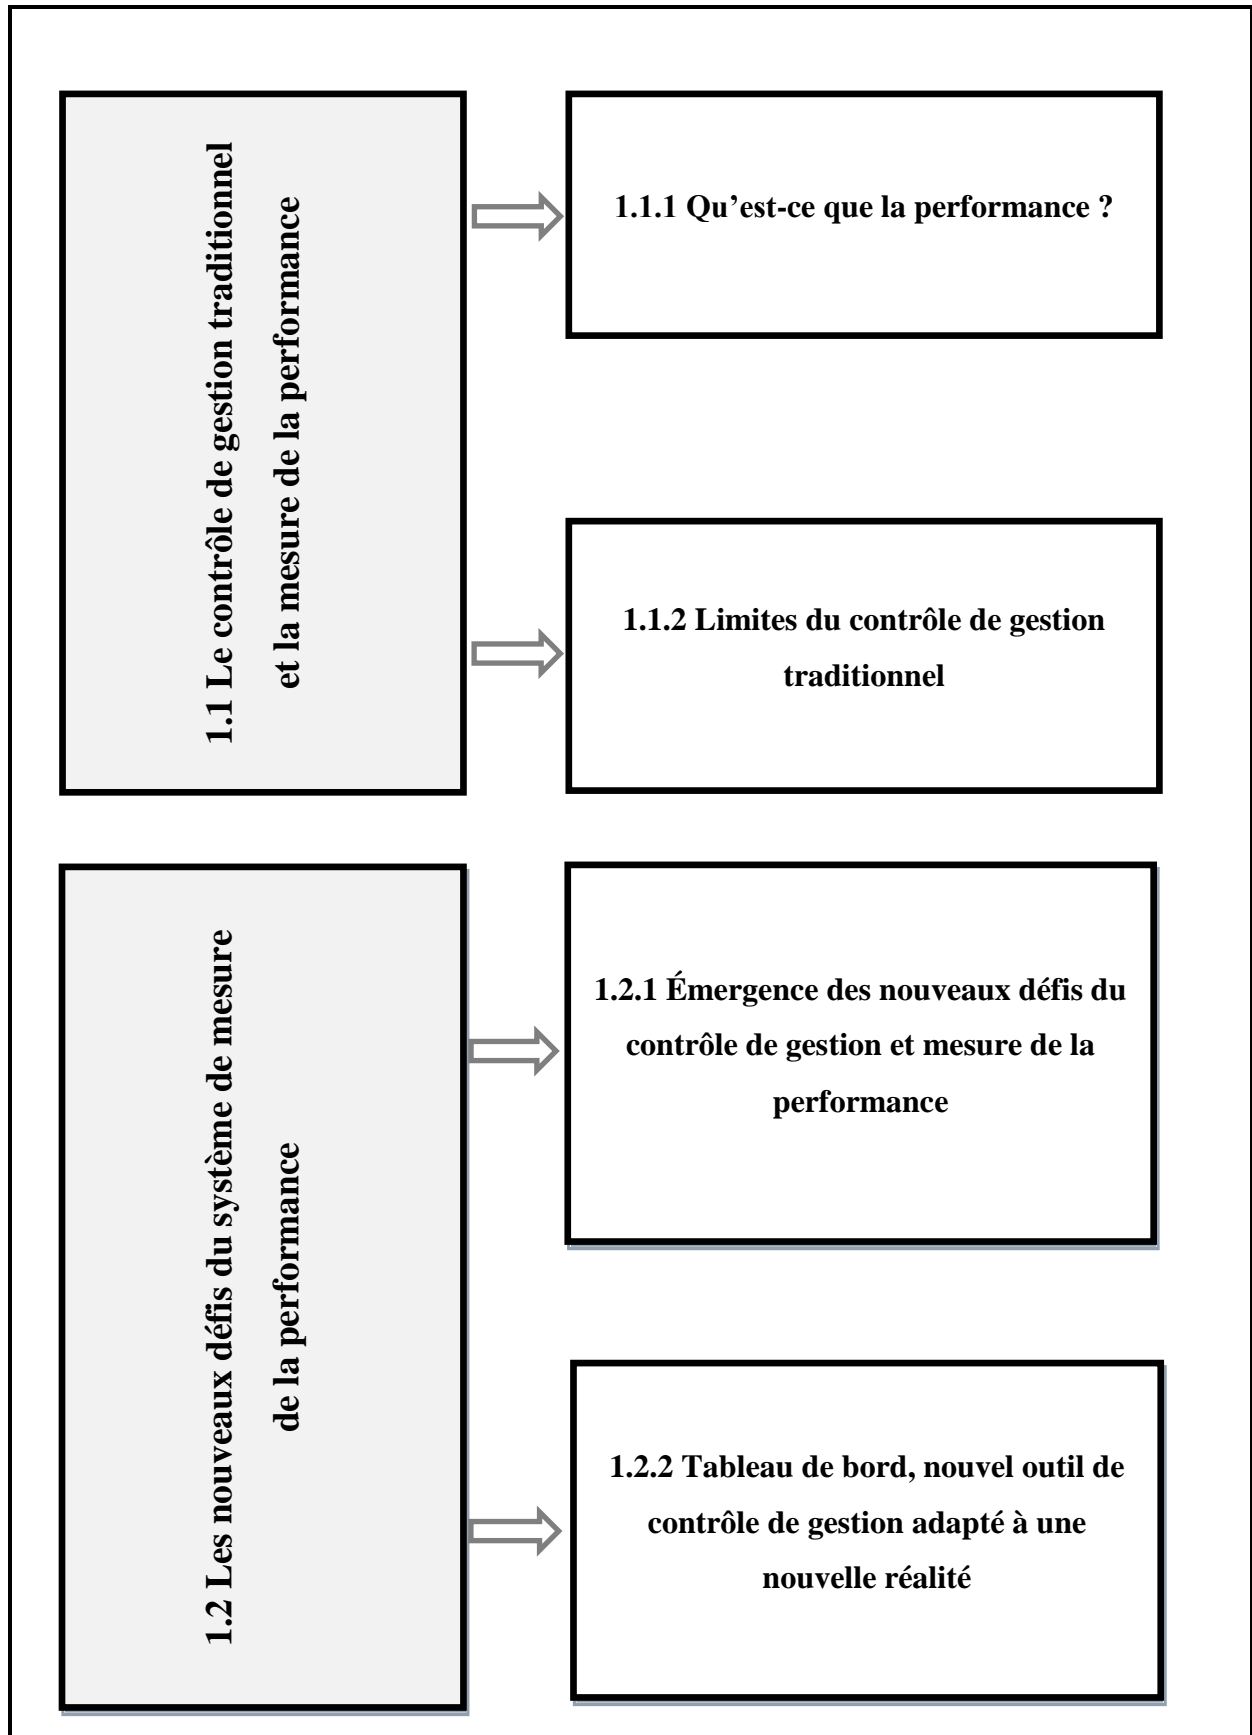 1.1 Le contrôle de gestion traditionnel
et la mesure de la performance
1.1.1 Qu’est-ce que la performance ?
1.1.2 Limites du contrôle de gestion
traditionnel
1.2 Les nouveaux défis du système de mesure
de la performance
1.2.1 Émergence des nouveaux défis du
contrôle de gestion et mesure de la
performance
1.2.2 Tableau de bord, nouvel outil de
contrôle de gestion adapté à une
nouvelle réalité